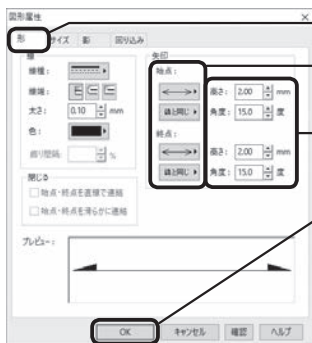 図形属性
形 サイズ 影 回り込み
線
線種：
線端：
太さ： 0.10 mm
色：
%
閉じる
始点・終点を直線で連結
始点・終点を滑らかに連結
矢印
始点：
高さ： 2.00 mm
線と同じ 角度： 15.0 度
終点：
高さ： 2.00 mm
線と同じ 角度： 15.0 度
プレビュー：
OK キャンセル 確認 ヘルプ